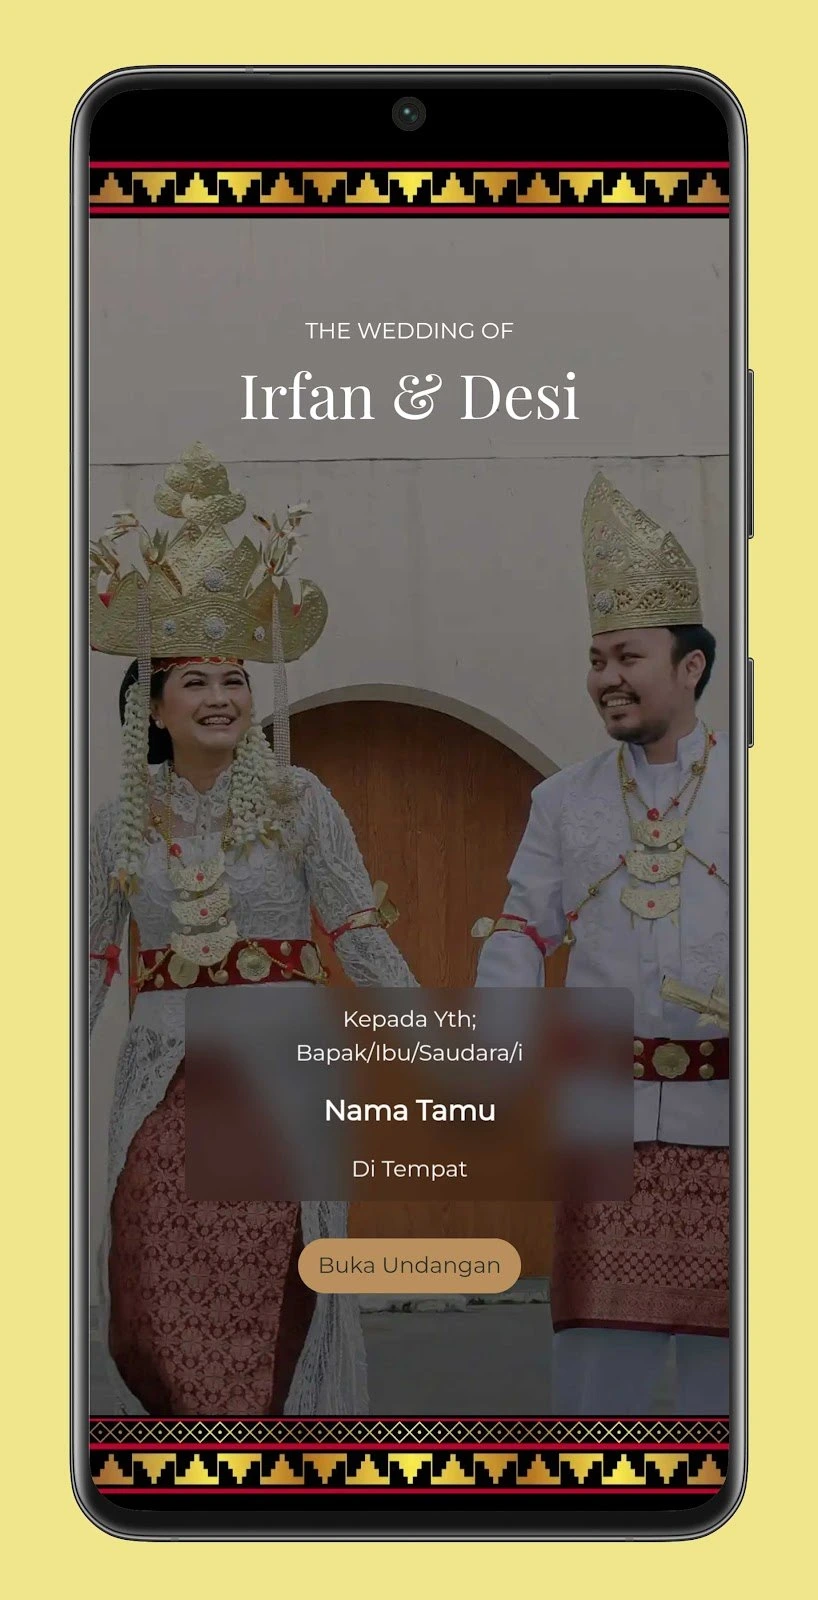 THE WEDDING OF
Irfan & Desi
Kepada Yth;
Bapak/Ibu/Saudara/i
Nama Tamu
Di Tempat
Buka Undangan